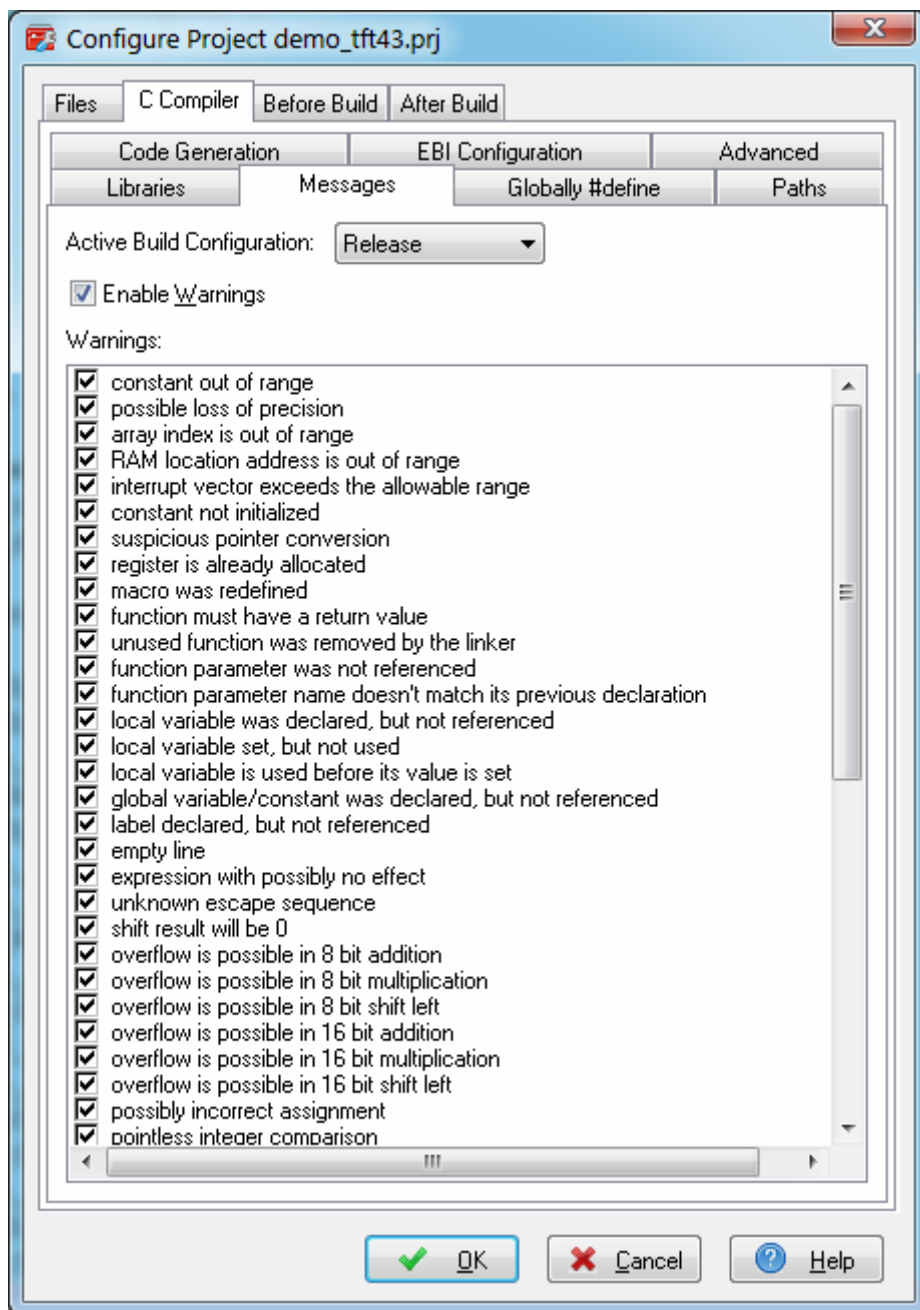 Configure Project demo_tft43.prj
Files C Compiler Before Build After Build
Code Generation EBI Configuration Advanced
Libraries Messages Globally #define Paths
Active Build Configuration: Release
Enable Warnings
Warnings:
constant out of range
possible loss of precision
array index is out of range
RAM location address is out of range
interrupt vector exceeds the allowable range
constant not initialized
suspicious pointer conversion
register is already allocated
macro was redefined
function must have a return value
unused function was removed by the linker
function parameter was not referenced
function parameter name doesn't match its previous declaration
local variable was declared, but not referenced
local variable set, but not used
local variable is used before its value is set
global variable/constant was declared, but not referenced
label declared, but not referenced
empty line
expression with possibly no effect
unknown escape sequence
shift result will be 0
overflow is possible in 8 bit addition
overflow is possible in 8 bit multiplication
overflow is possible in 8 bit shift left
overflow is possible in 16 bit addition
overflow is possible in 16 bit multiplication
overflow is possible in 16 bit shift left
possibly incorrect assignment
pointless integer comparison
OK Cancel Help